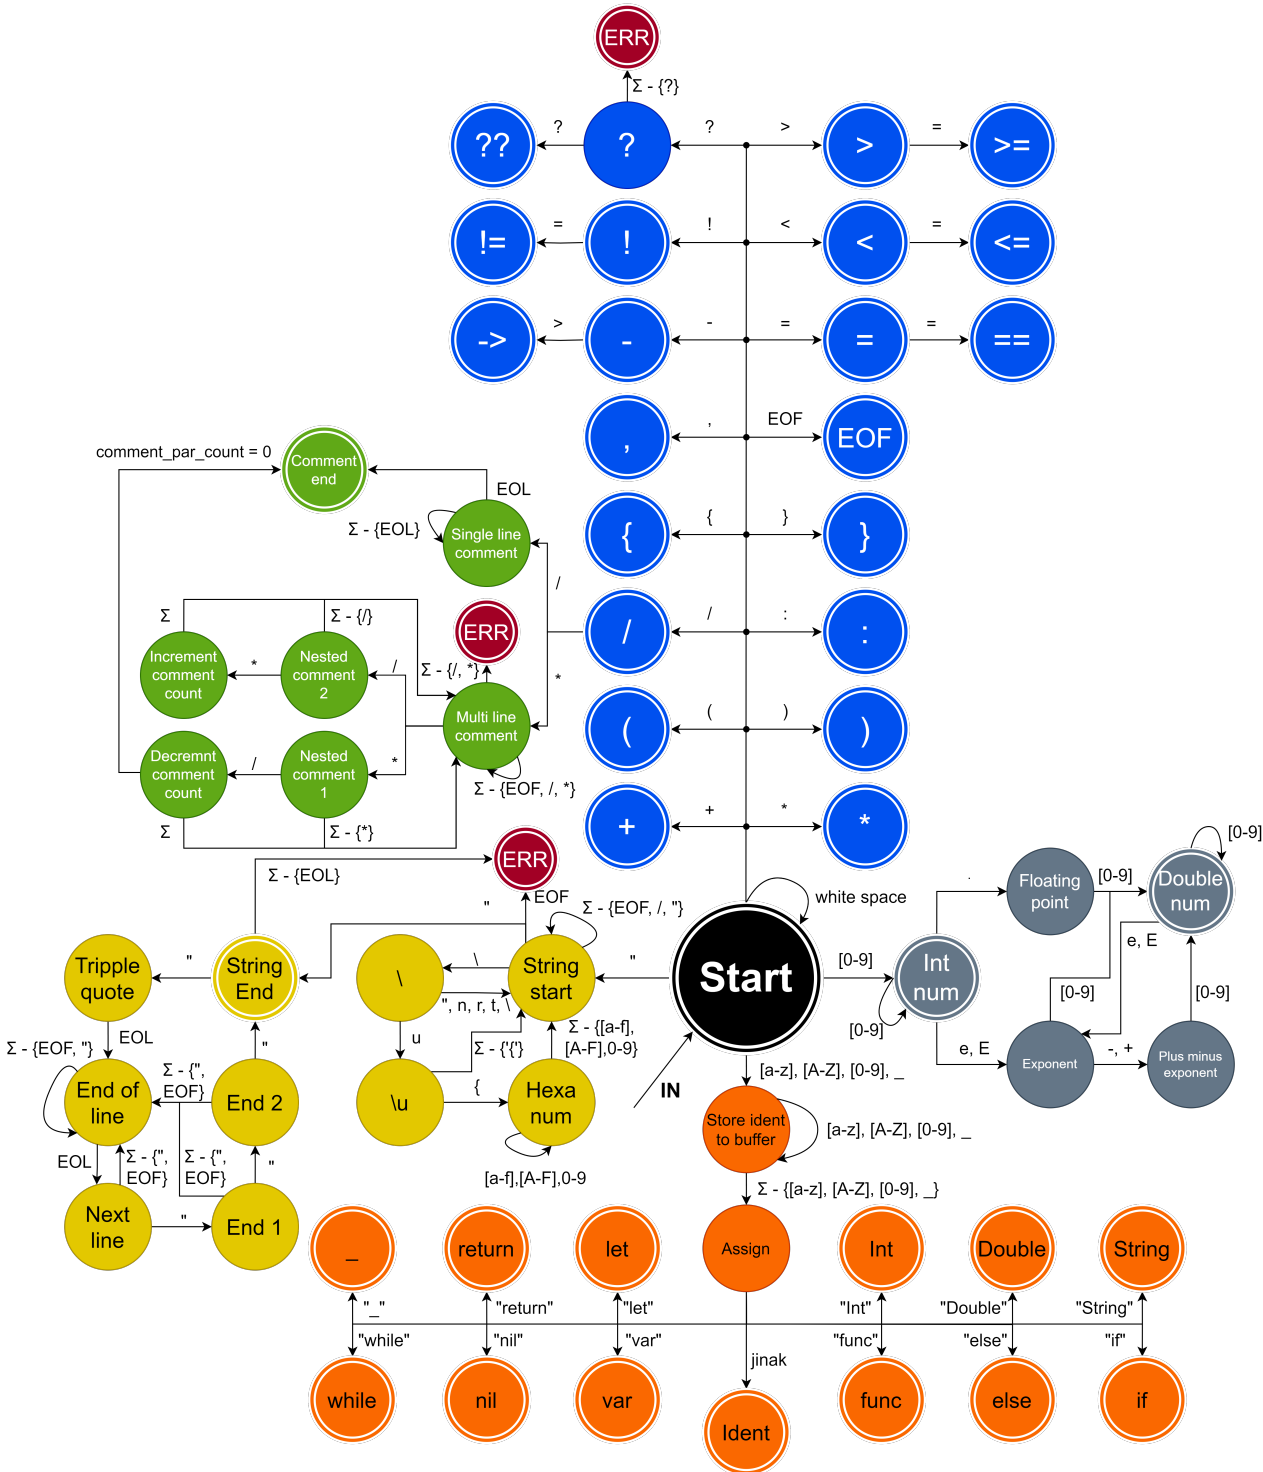 ERR
Σ - {?}
??
?
?
?
>
>
=
>=
!=
=
!
!
<
<
=
<=
->
>
-
-
=
=
=
==
,
,
EOF
EOF
comment_par_count = 0
Comment
end
EOL
Σ - {EOL}
Single line
comment
{
{
}
}
/
/
/
:
:
Σ
Σ - {/}
ERR
Increment
comment
count
*
Nested
comment
2
/
Σ - {/, *}
*
Multi line
comment
(
(
)
)
Decremnt
comment
count
/
Nested
comment
1
*
Σ - {EOF, /, *}
Σ
Σ - {*}
+
+
*
*
ERR
Σ - {EOL}
EOF
"
Σ - {EOF, /, "}
white space
Floating
point
.
[0-9]
Double
num
[0-9]
e, E
Tripple
quote
"
String
End
\
\
", n, r, t, \
String
start
"
Start
[0-9]
Int
num
[0-9]
[0-9]
[0-9]
EOL
Σ - {EOF, "}
"
u
Σ - {'{'}
Σ - {[a-f],
[A-F],0-9}
IN
e, E
Exponent
-, +
Plus minus
exponent
End of
line
Σ - {",
EOF}
End 2
\u
{
Hexa
num
[a-z], [A-Z], [0-9], _
Store ident
to buffer
[a-z], [A-Z], [0-9], _
EOL
Σ - {",
EOF}
Σ - {",
EOF}
"
[a-f],[A-F],0-9
Σ - {[a-z], [A-Z], [0-9], _}
Next
line
"
End 1
_
return
let
Assign
Int
Double
String
"_"
"return"
"let"
"Int"
"Double"
"String"
"while"
"nil"
"var"
"func"
"else"
"if"
jinak
while
nil
var
Ident
func
else
if